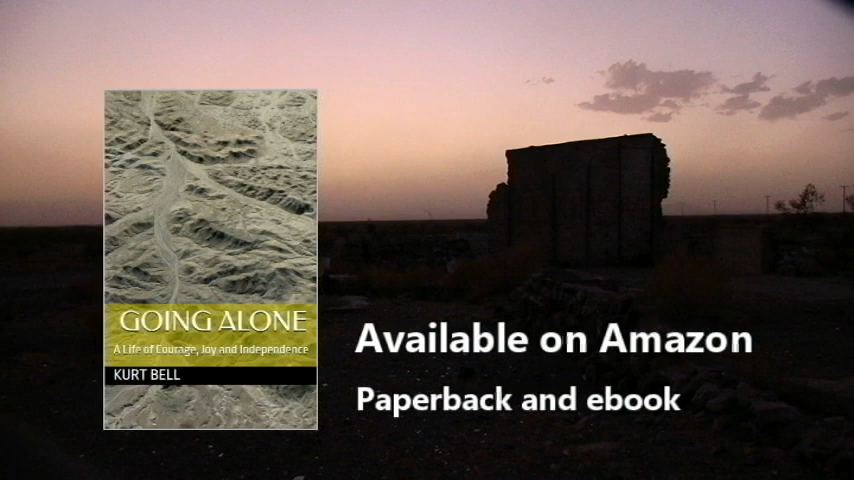 GOING ALONE
A Life of Courage, Joy and Independence
KURT BELL
Available on Amazon
Paperback and ebook